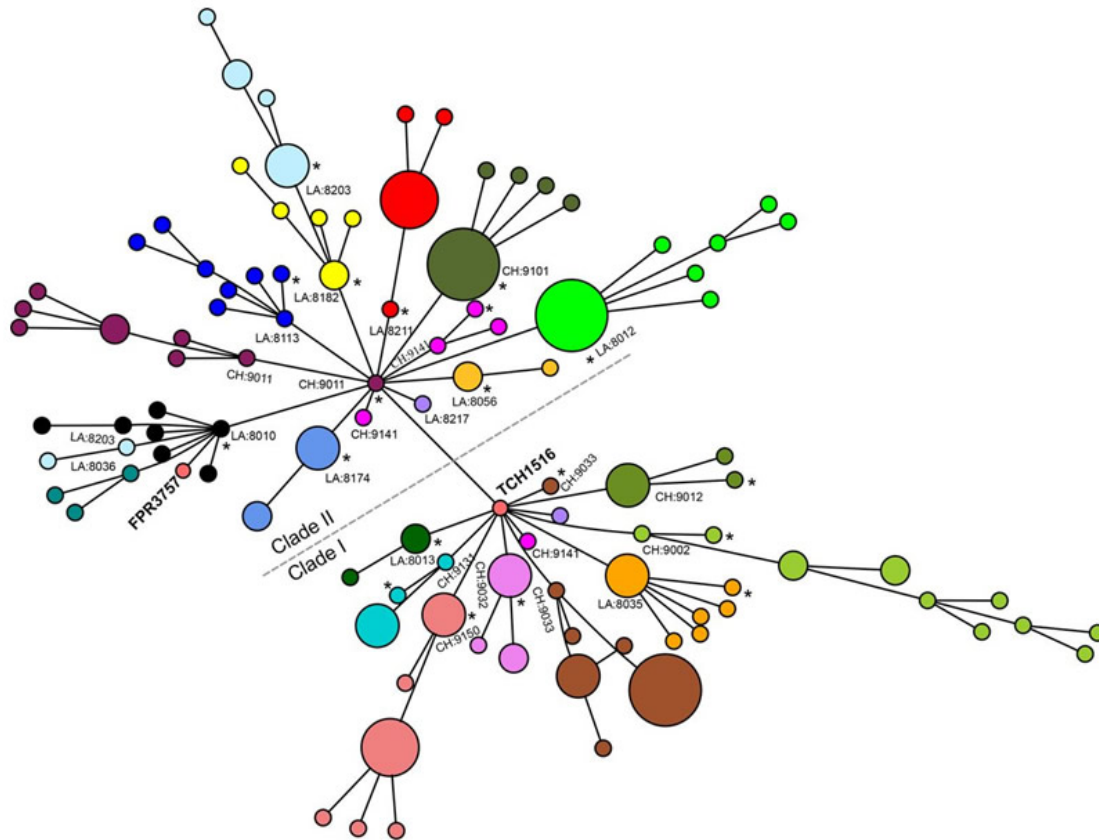 *
LA:8203
CH:9101
*
*
LA:8182
*
*
LA:8211
*
*
LA:8113
CH:9141
* LA:8012
CH:9011
CH:9011
*
LA:8056
*
LA:8217
CH:9141
LA:8203
LA:8010
*
LA:8036
LA:8174
*
FPR3757
TCH1516
*
CH:9033
CH:9012
*
Clade II
Clade I
LA:8013
*
CH:9131
CH:9141
CH:9002
*
*
CH:9032
*
CH:9033
LA:8035
*
CH:9150
*